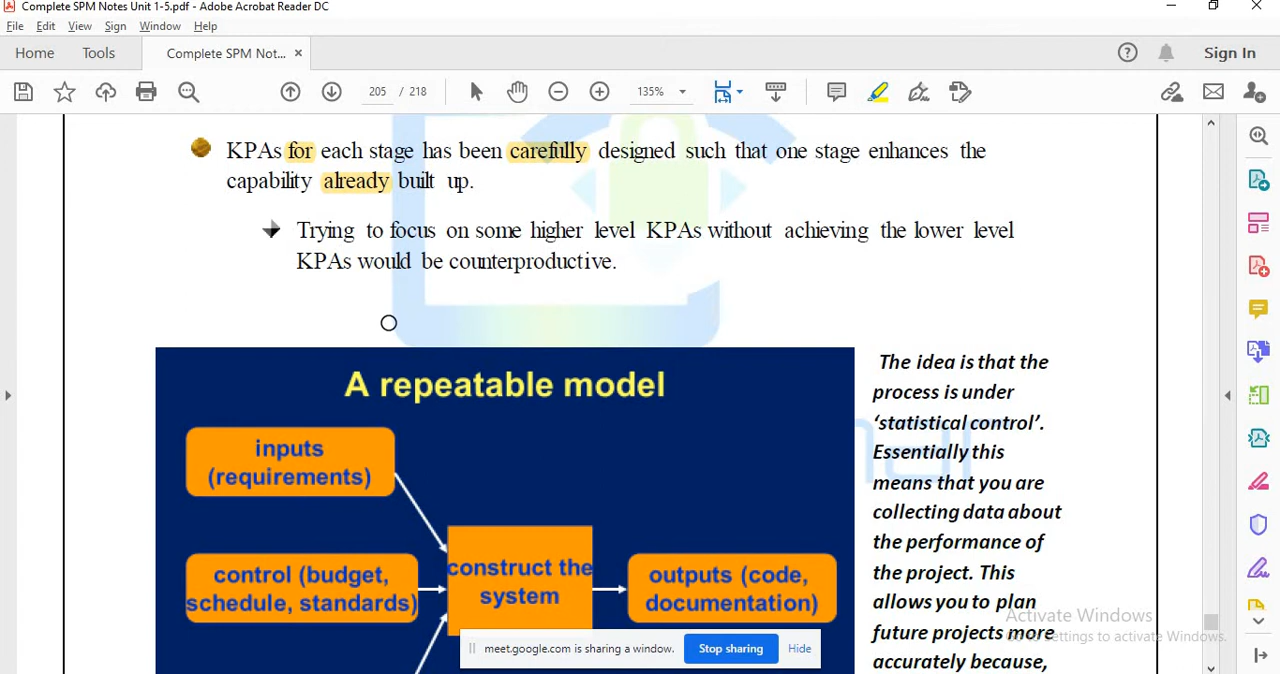 Complete SPM Notes Unit 1-5.pdf - Adobe Acrobat Reader DC
File Edit View Sign Window Help
Home Tools Complete SPM Not... × Sign In
205 / 218 135%
KPAs for each stage has been carefully designed such that one stage enhances the
capability already built up.
Trying to focus on some higher level KPAs without achieving the lower level
KPAs would be counterproductive.
A repeatable model
inputs
(requirements)
control (budget,
schedule, standards)
construct the
system
outputs (code,
documentation)
The idea is that the
process is under
‘statistical control’.
Essentially this
means that you are
collecting data about
the performance of
the project. This
allows you to plan
future projects more
accurately because,
Activate Windows
Go to Settings to activate Windows.
meet.google.com is sharing a window. Stop sharing Hide